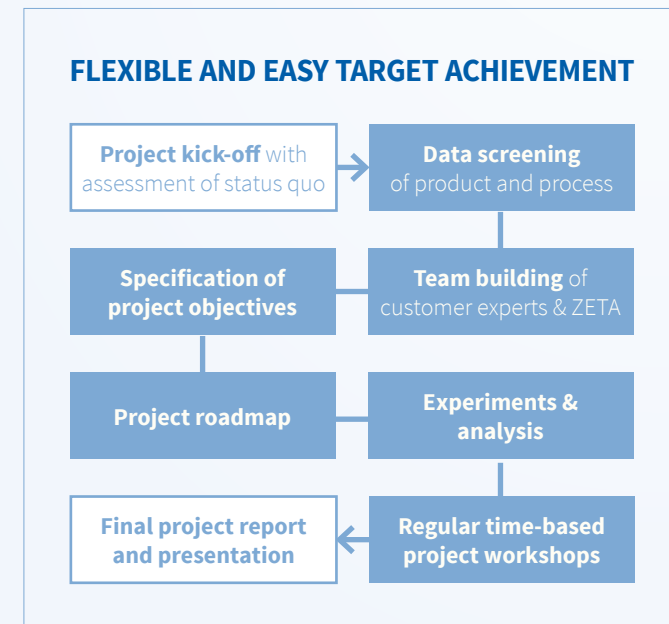 FLEXIBLE AND EASY TARGET ACHIEVEMENT
Project kick-off with
assessment of status quo
Data screening
of product and process
Team building of
customer experts & ZETA
Specification of
project objectives
Project roadmap
Experiments &
analysis
Regular time-based
project workshops
Final project report
and presentation